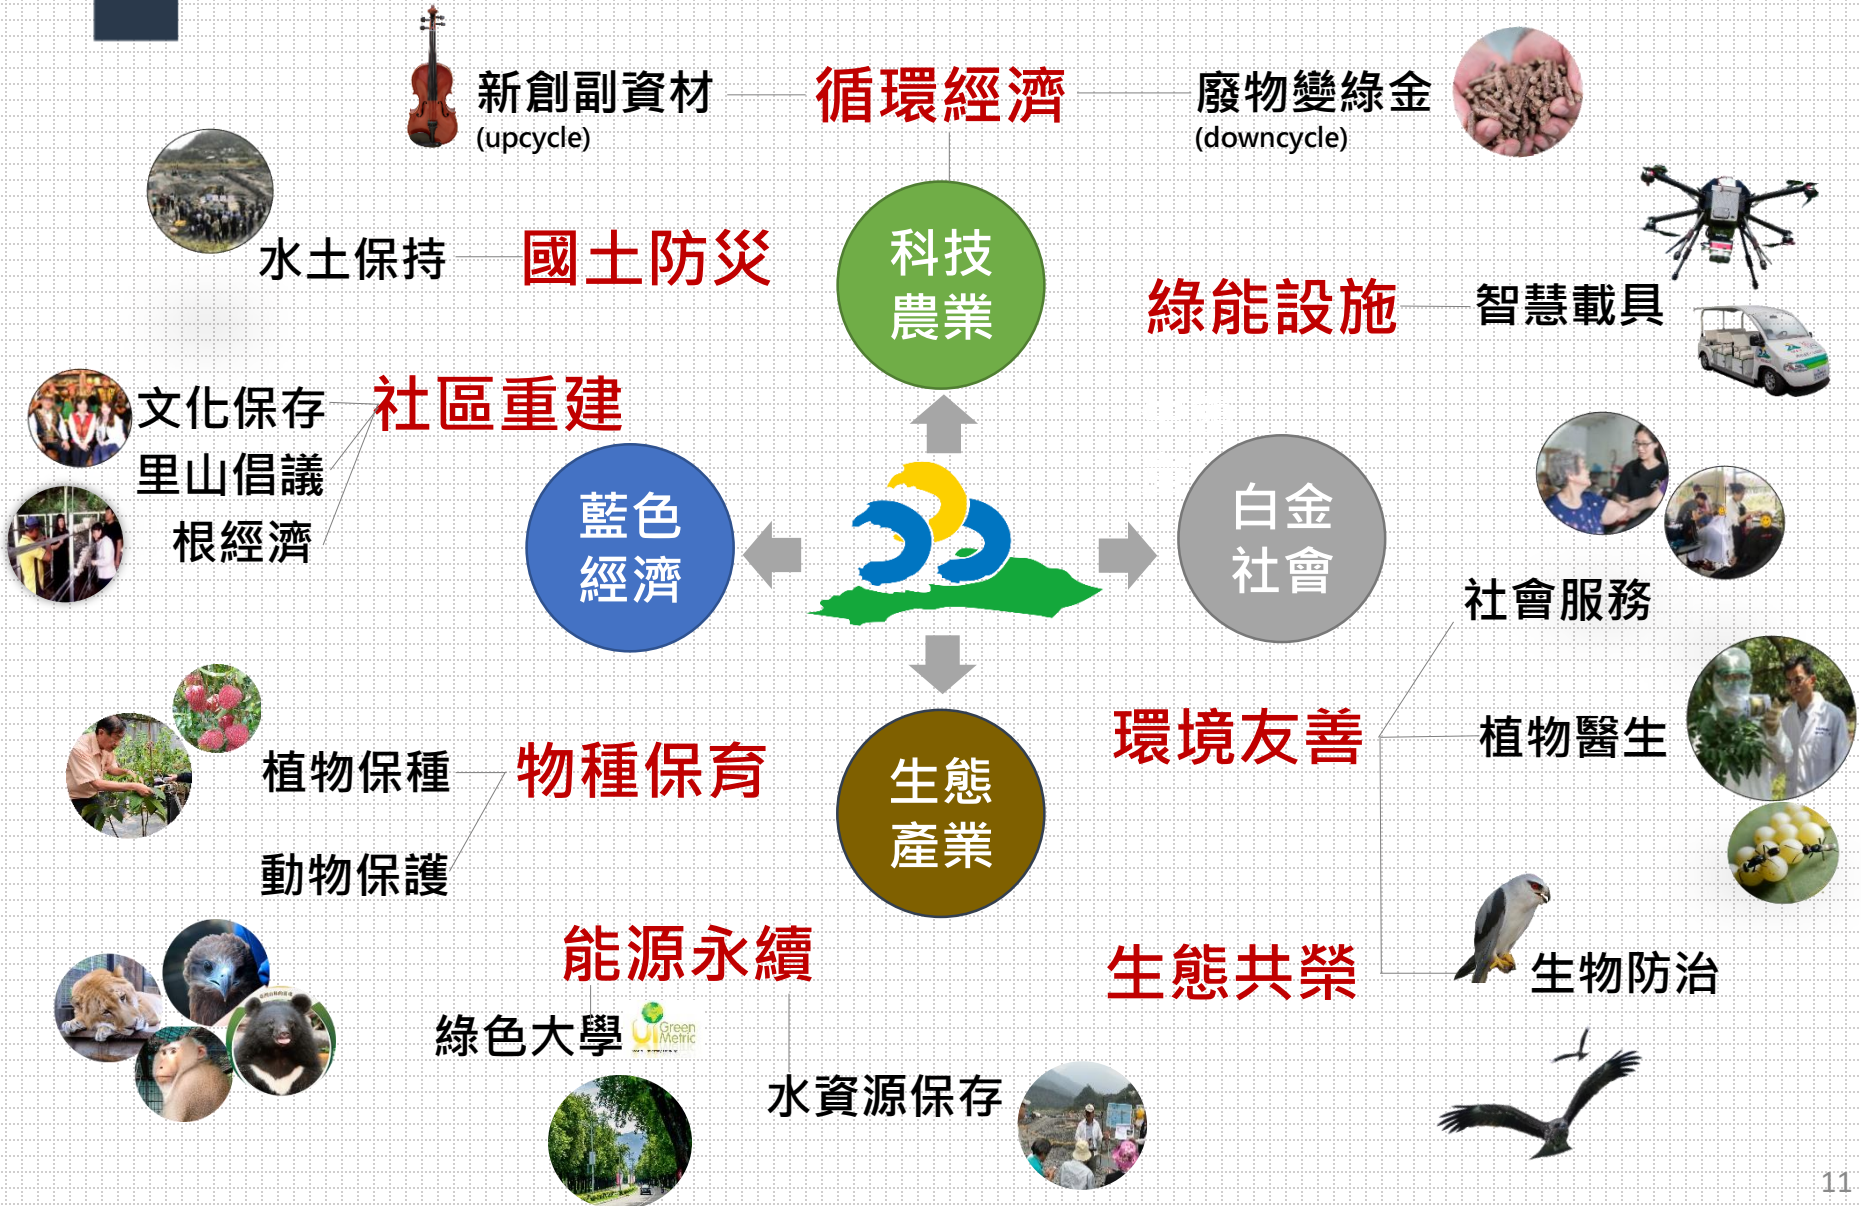 新創副資材
(upcycle)
循環經濟
廢物變綠金
(downcycle)
水土保持
國土防災
科技
農業
綠能設施
智慧載具
文化保存
社區重建
里山倡議
根經濟
藍色
經濟
白金
社會
社會服務
植物保種
物種保育
動物保護
生態
產業
環境友善
植物醫生
能源永續
生態共榮
生物防治
綠色大學
UI
Green
Metric
水資源保存
11